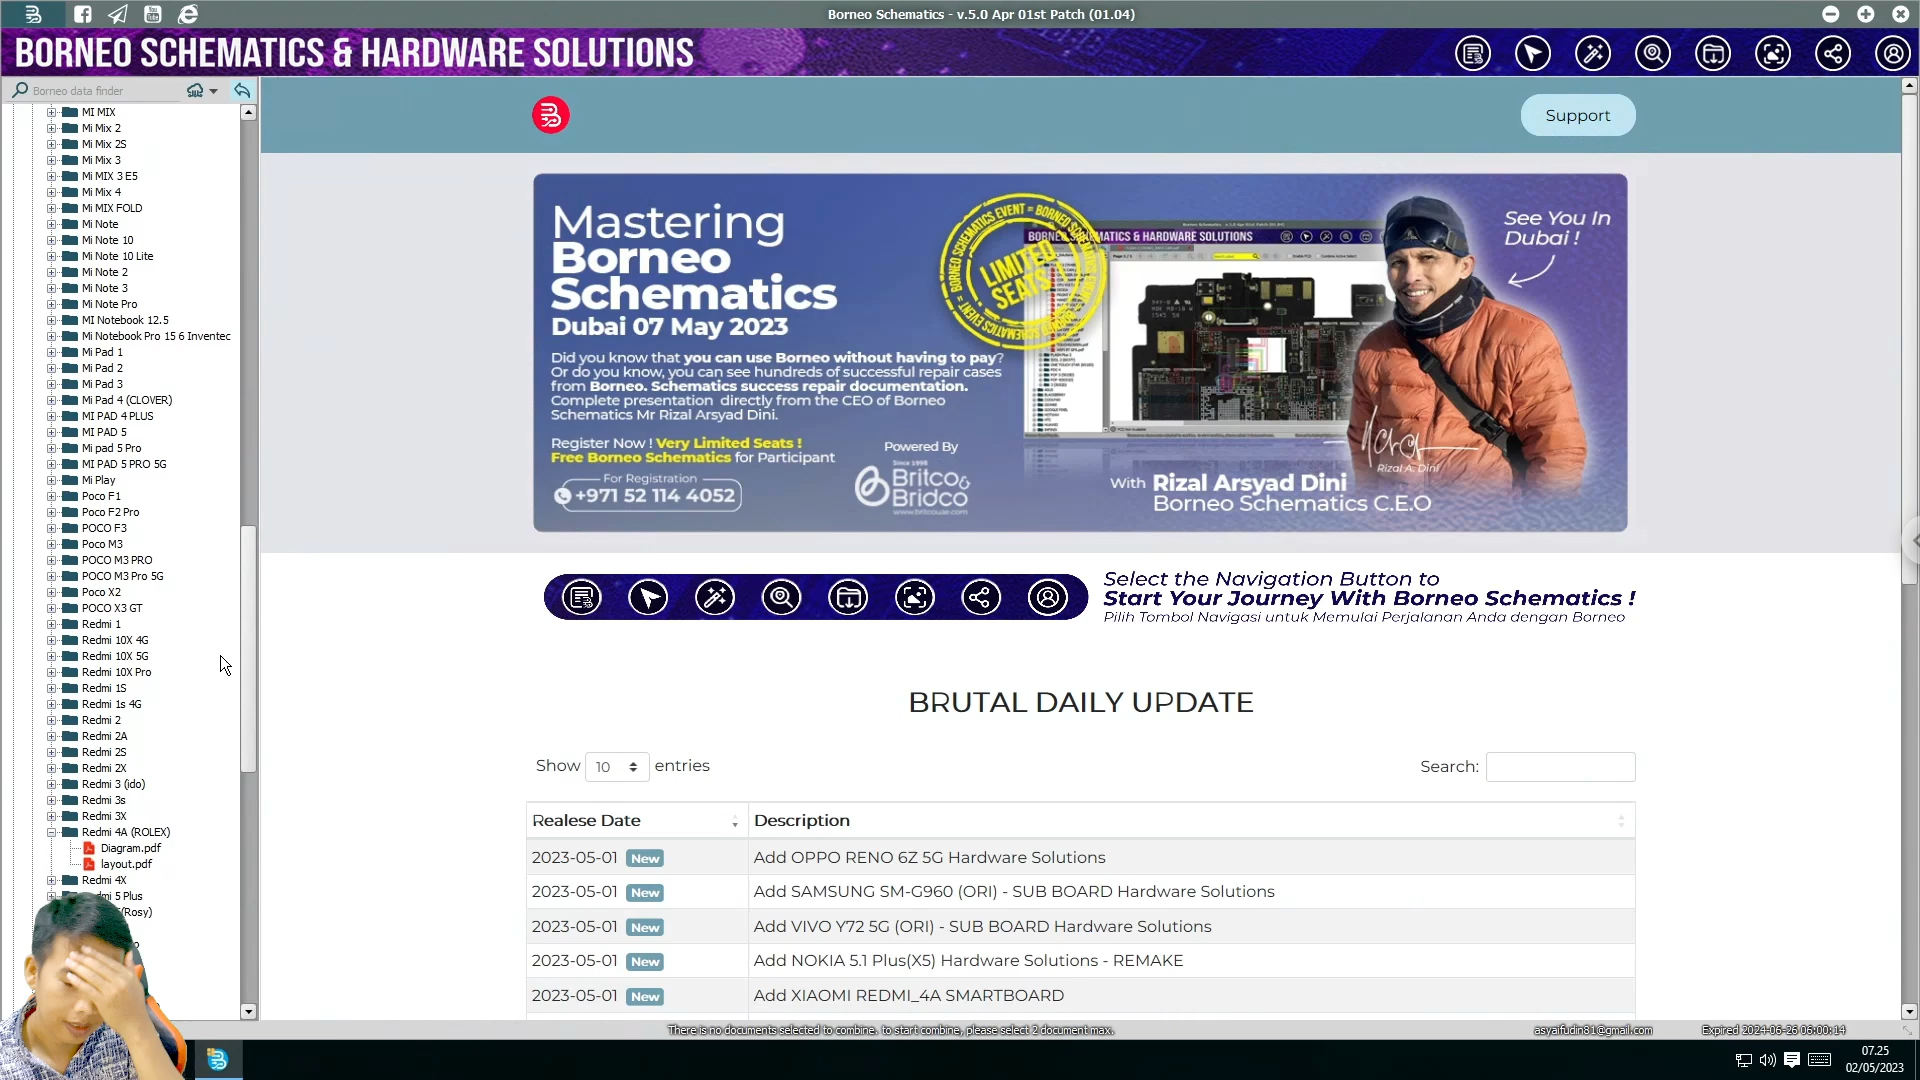 Borneo Schematics - v.5.0 Apr 01st Patch (01.04)
BORNEO SCHEMATICS & HARDWARE SOLUTIONS
Borneo data finder
MI MIX
Mi Mix 2
Mi Mix 2S
Mi Mix 3
Mi MIX 3 E5
Mi Mix 4
Mi MIX FOLD
Mi Note
Mi Note 10
Mi Note 10 Lite
Mi Note 2
Mi Note 3
Mi Note Pro
MI Notebook 12.5
Mi Notebook Pro 15 6 Inventec
Mi Pad 1
Mi Pad 2
Mi Pad 3
Mi Pad 4 (CLOVER)
MI PAD 4 PLUS
MI PAD 5
Mi pad 5 Pro
MI PAD 5 PRO 5G
Mi Play
Poco F1
Poco F2 Pro
POCO F3
Poco M3
POCO M3 PRO
POCO M3 Pro 5G
Poco X2
POCO X3 GT
Redmi 1
Redmi 10X 4G
Redmi 10X 5G
Redmi 10X Pro
Redmi 1S
Redmi 1s 4G
Redmi 2
Redmi 2A
Redmi 2S
Redmi 2X
Redmi 3 (ido)
Redmi 3s
Redmi 3X
Redmi 4A (ROLEX)
Diagram.pdf
layout.pdf
Redmi 4X
5 Plus
(Rosy)
Support
Mastering
Borneo
Schematics
Dubai 07 May 2023
Did you know that you can use Borneo without having to pay?
Or do you know, you can see hundreds of successful repair cases
from Borneo. Schematics success repair documentation.
Complete presentation directly from the CEO of Borneo
Schematics Mr Rizal Arsyad Dini.
Register Now ! Very Limited Seats !
Free Borneo Schematics for Participant
For Registration
+971 52 114 4052
Powered By
Since 1998
Britco&
Bridco
www.britcouae.com
BORNEO SCHEMATICS EVENT = BORNEO SCHEMATICS EVENT =
LIMITED
SEATS
BORNEO SCHEMATICS & HARDWARE SOLUTIONS
See You In
Dubai !
Rizal A. Dini
With Rizal Arsyad Dini
Borneo Schematics C.E.O
Select the Navigation Button to
Start Your Journey With Borneo Schematics !
Pilih Tombol Navigasi untuk Memulai Perjalanan Anda dengan Borneo
BRUTAL DAILY UPDATE
Show 10 entries
Search:
Realese Date Description
2023-05-01 New Add OPPO RENO 6Z 5G Hardware Solutions
2023-05-01 New Add SAMSUNG SM-G960 (ORI) - SUB BOARD Hardware Solutions
2023-05-01 New Add VIVO Y72 5G (ORI) - SUB BOARD Hardware Solutions
2023-05-01 New Add NOKIA 5.1 Plus(X5) Hardware Solutions - REMAKE
2023-05-01 New Add XIAOMI REDMI_4A SMARTBOARD
There is no documents selected to combine. to start combine, please select 2 document max.
asyaifudin81@gmail.com
Expired 2024-06-26 06:00:14
07.25
02/05/2023